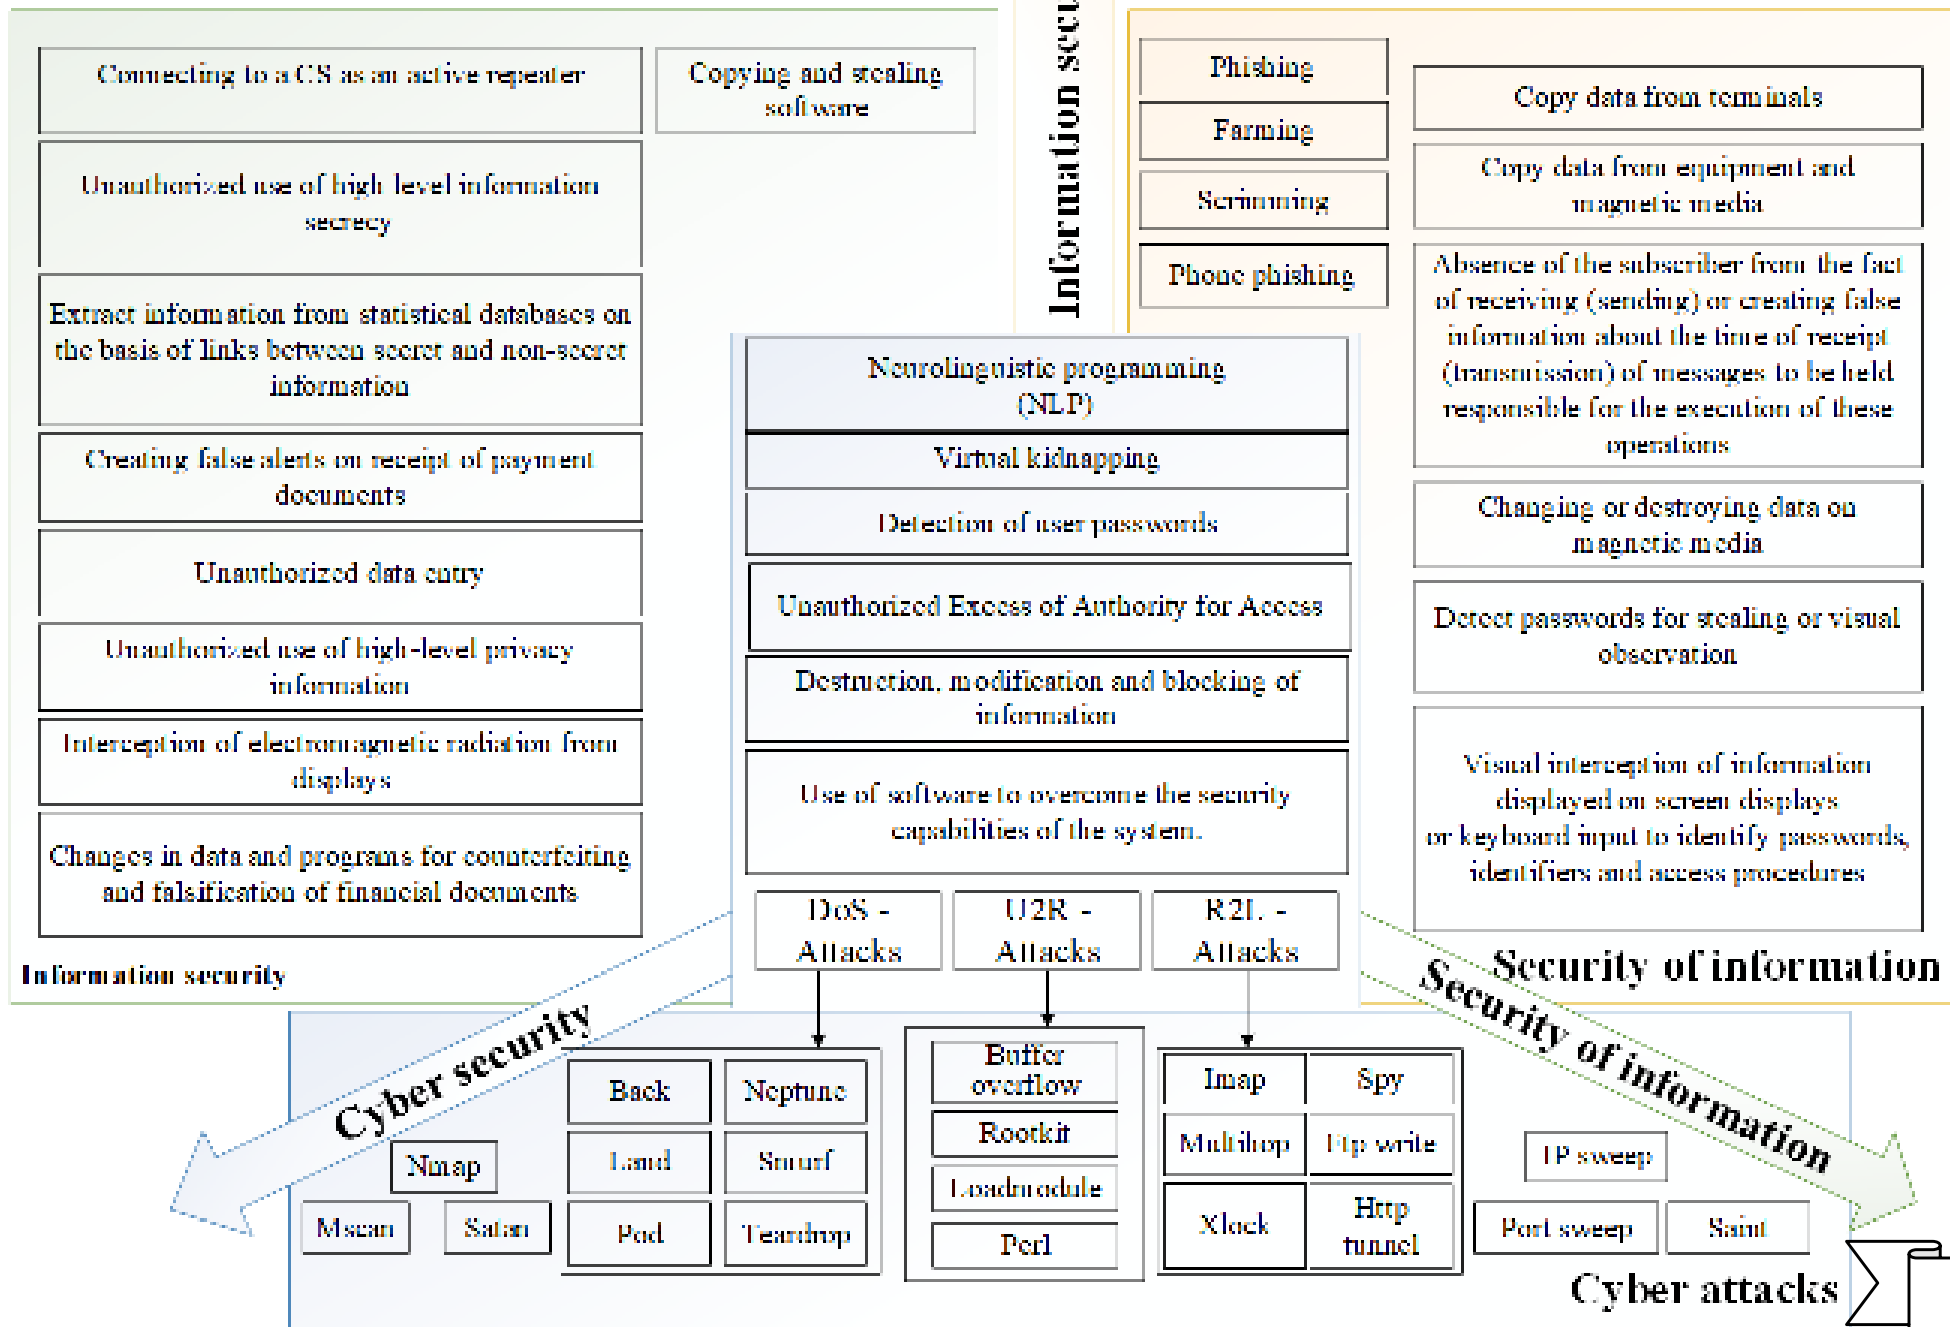 Connecting to a CS as an active repeater
Copying and stealing
software
Unauthorized use of high level information
secrecy
Extract information from statistical databases on
the basis of links between secret and non-secret
information
Creating false alerts on receipt of payment
documents
Unauthorized data entry
Unauthorized use of high-level privacy
information
Interception of electromagnetic radiation from
displays
Changes in data and programs for counterfeiting
and falsification of financial documents
Information security
Information secu
Phishing
Farming
Scrimming
Phone phishing
Copy data from terminals
Copy data from equipment and
magnetic media
Absence of the subscriber from the fact
of receiving (sending) or creating false
information about the time of receipt
(transmission) of messages to be held
responsible for the execution of these
operations
Changing or destroying data on
magnetic media
Detect passwords for stealing or visual
observation
Visual interception of information
displayed on screen displays
or keyboard input to identify passwords,
identifiers and access procedures
Security of information
Neurolinguistic programming
(NLP)
Virtual kidnapping
Detection of user passwords
Unauthorized Excess of Authority for Access
Destruction, modification and blocking of
information
Use of software to overcome the security
capabilities of the system.
DoS -
Attacks
U2R -
Attacks
R2L -
Attacks
Cyber security
Security of information
Nmap
Mscan
Satan
Back
Neptune
Land
Smurf
Pod
Teardrop
Buffer
overflow
Rootkit
Loadmodule
Perl
Imap
Spy
Multihop
Ftp write
Xlock
Http
tunnel
IP sweep
Port sweep
Saint
Cyber attacks